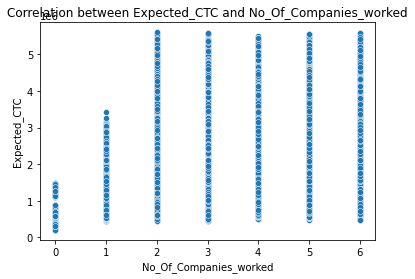 Correlation between Expected_CTC and No_Of_Companies_worked
1e6
5
4
3
2
1
0
Expected_CTC
0 1 2 3 4 5 6
No_Of_Companies_worked